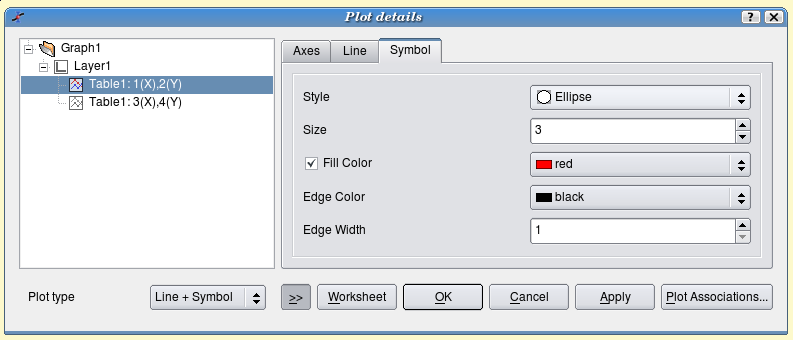 Plot details
? X
Graph1
Layer1
Table1: 1(X),2(Y)
Table1: 3(X),4(Y)
Axes Line Symbol
Style Ellipse
Size 3
Fill Color red
Edge Color black
Edge Width 1
Plot type Line + Symbol >> Worksheet OK Cancel Apply Plot Associations...